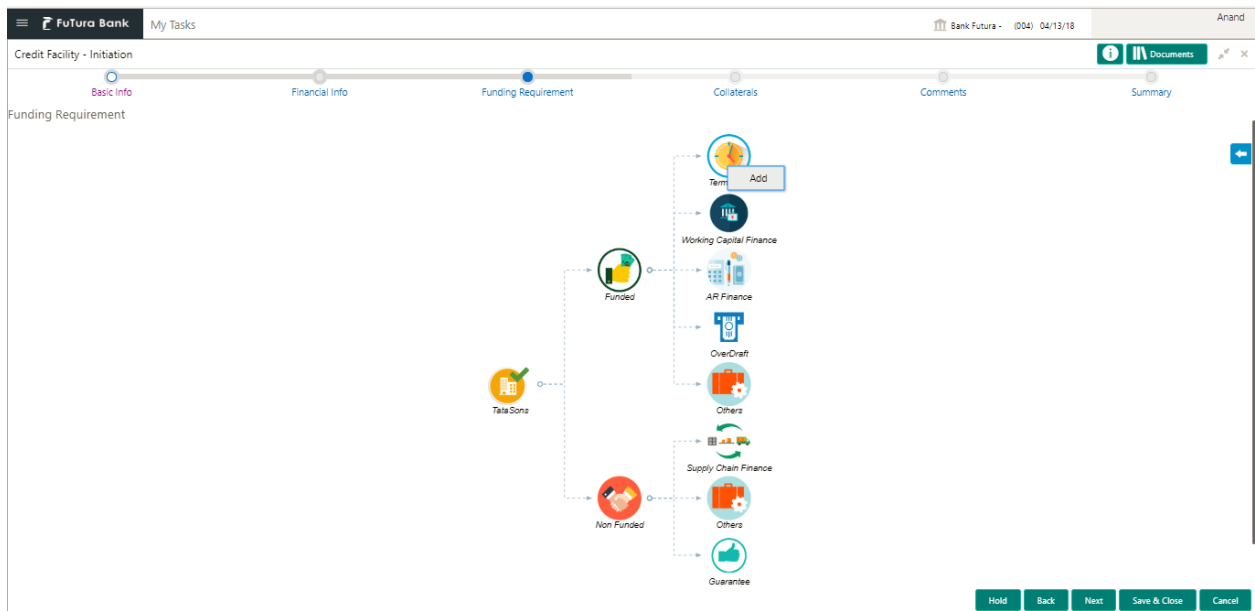 FuTura Bank My Tasks Bank Futura - (004) 04/13/18 Anand
Credit Facility - Initiation Documents
Basic Info Financial Info Funding Requirement Collaterals Comments Summary
Funding Requirement
Add
Term
Working Capital Finance
Funded
AR Finance
OverDraft
TataSons
Others
Supply Chain Finance
Non Funded
Others
Guarantee
Hold Back Next Save & Close Cancel